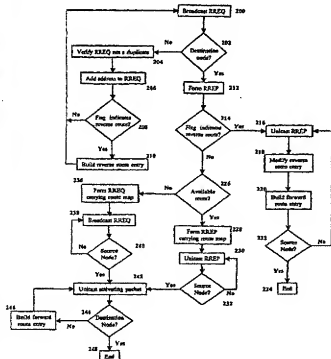 Broadcast RREQ
200
No
Destination node?
202
Verify RREQ not a duplicate
204
Yes
Add address to RREQ
206
Form RREP
212
Flag indicates reverse route?
208
No
Yes
Build reverse route entry
210
Flag indicates reverse route?
214
Yes
No
Unicast RREP
216
Modify reverse route entry
218
Build forward route entry
220
Source Node?
222
No
Yes
End
224
Available route?
226
No
Yes
Form RREQ carrying route map
236
Broadcast RREQ
238
Source Node?
240
No
Yes
Form RREP carrying route map
228
Unicast RREP
230
Source Node?
232
No
Yes
Unicast activating packet
242
Destination Node?
244
No
Build forward route entry
246
Yes
End
248